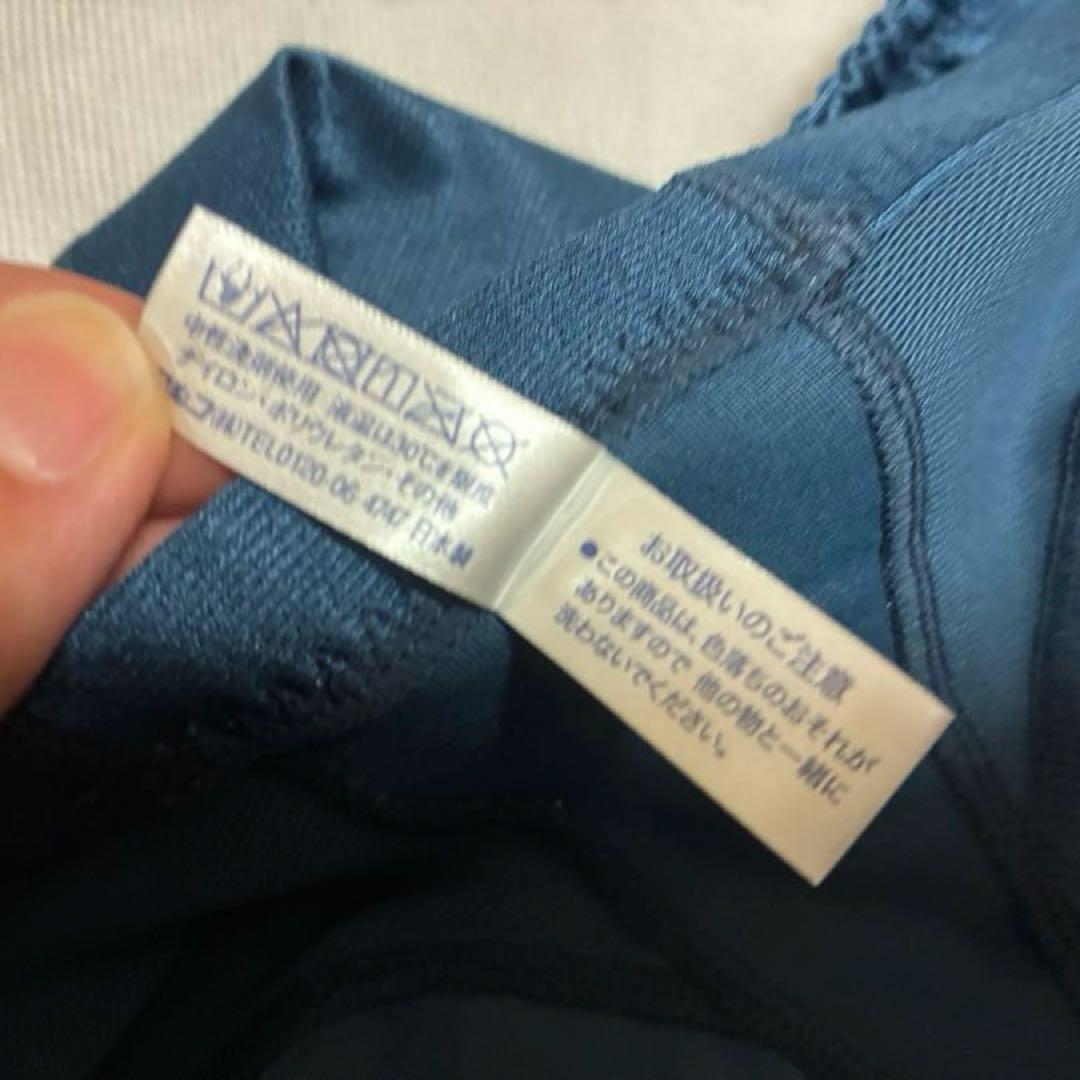 中性洗剤使用 液温は30℃を限度
ナイロン・ポリウレタン・その他
(株)TEL0120-06-4747 日本製
お取扱いのご注意
●この商品は、色落ちのおそれが
ありますので 他の物と一緒に
洗わないでください。